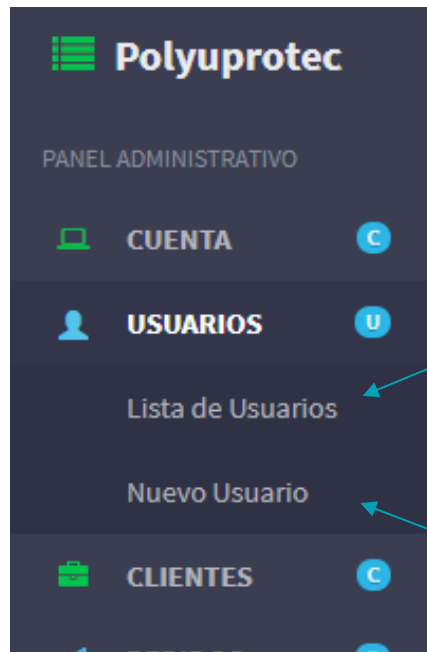 Polyuprotec
PANEL ADMINISTRATIVO
CUENTA C
USUARIOS U
Lista de Usuarios
Nuevo Usuario
CLIENTES C